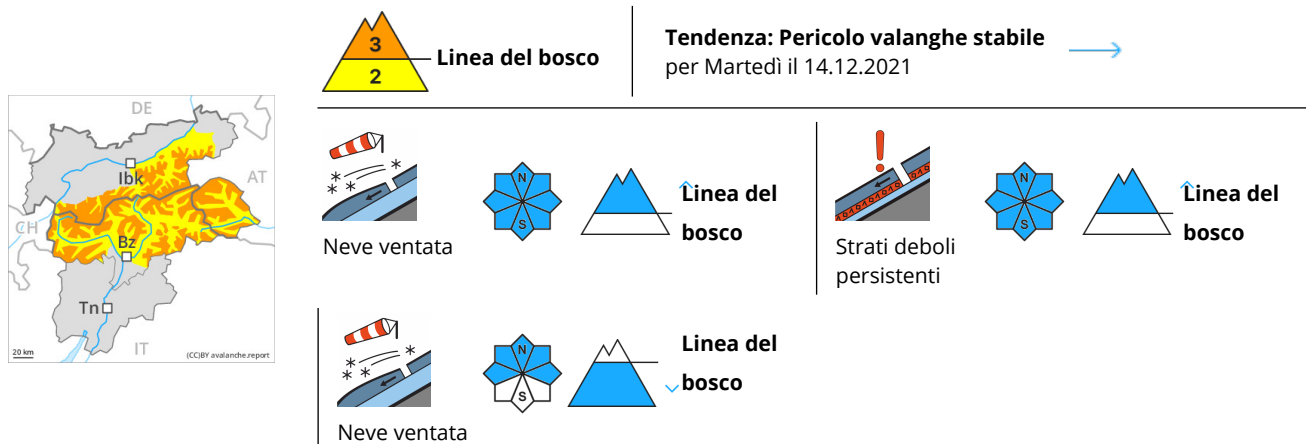 3
2
Linea del bosco
Tendenza: Pericolo valanghe stabile
per Martedì il 14.12.2021
DE
Ibk
AT
CH
Bz
Tn
IT
20 km
(CC)BY avalanche.report
N
S
Linea del
bosco
Neve ventata
N
S
Linea del
bosco
Strati deboli
persistenti
N
S
Linea del
bosco
Neve ventata